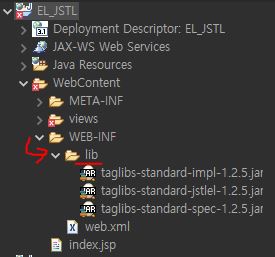 EL_JSTL
Deployment Descriptor: EL_JSTL
JAX-WS Web Services
Java Resources
WebContent
META-INF
views
WEB-INF
lib
taglibs-standard-impl-1.2.5.jar
taglibs-standard-jstlel-1.2.5.jar
taglibs-standard-spec-1.2.5.jar
web.xml
index.jsp